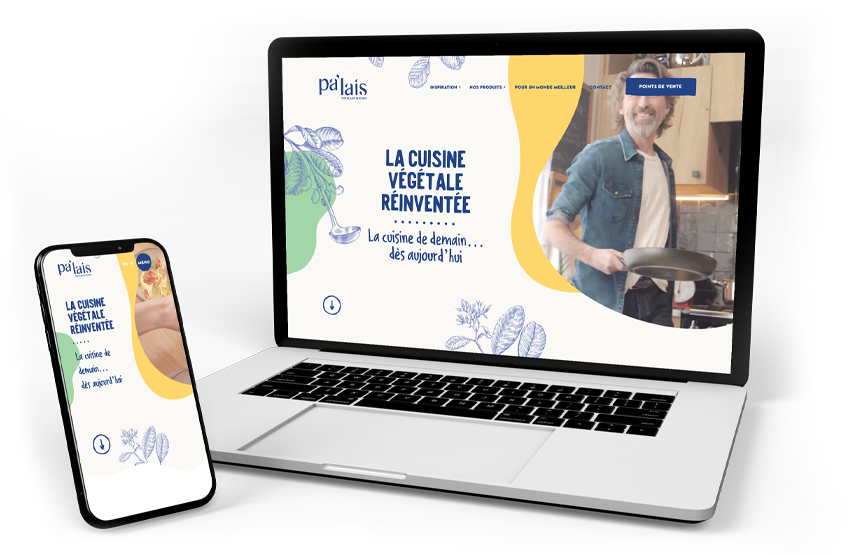 pa'lais
INSPIRATION
NOS PRODUITS
POUR UN MONDE MEILLEUR
CONTACT
POINTS DE VENTE
LA CUISINE
VÉGÉTALE
RÉINVENTÉE
La cuisine de demain...
dès aujourd'hui
pa'lais
MENU
LA CUISINE
VÉGÉTALE
RÉINVENTÉE
La cuisine de
demain...
dès aujourd'hui